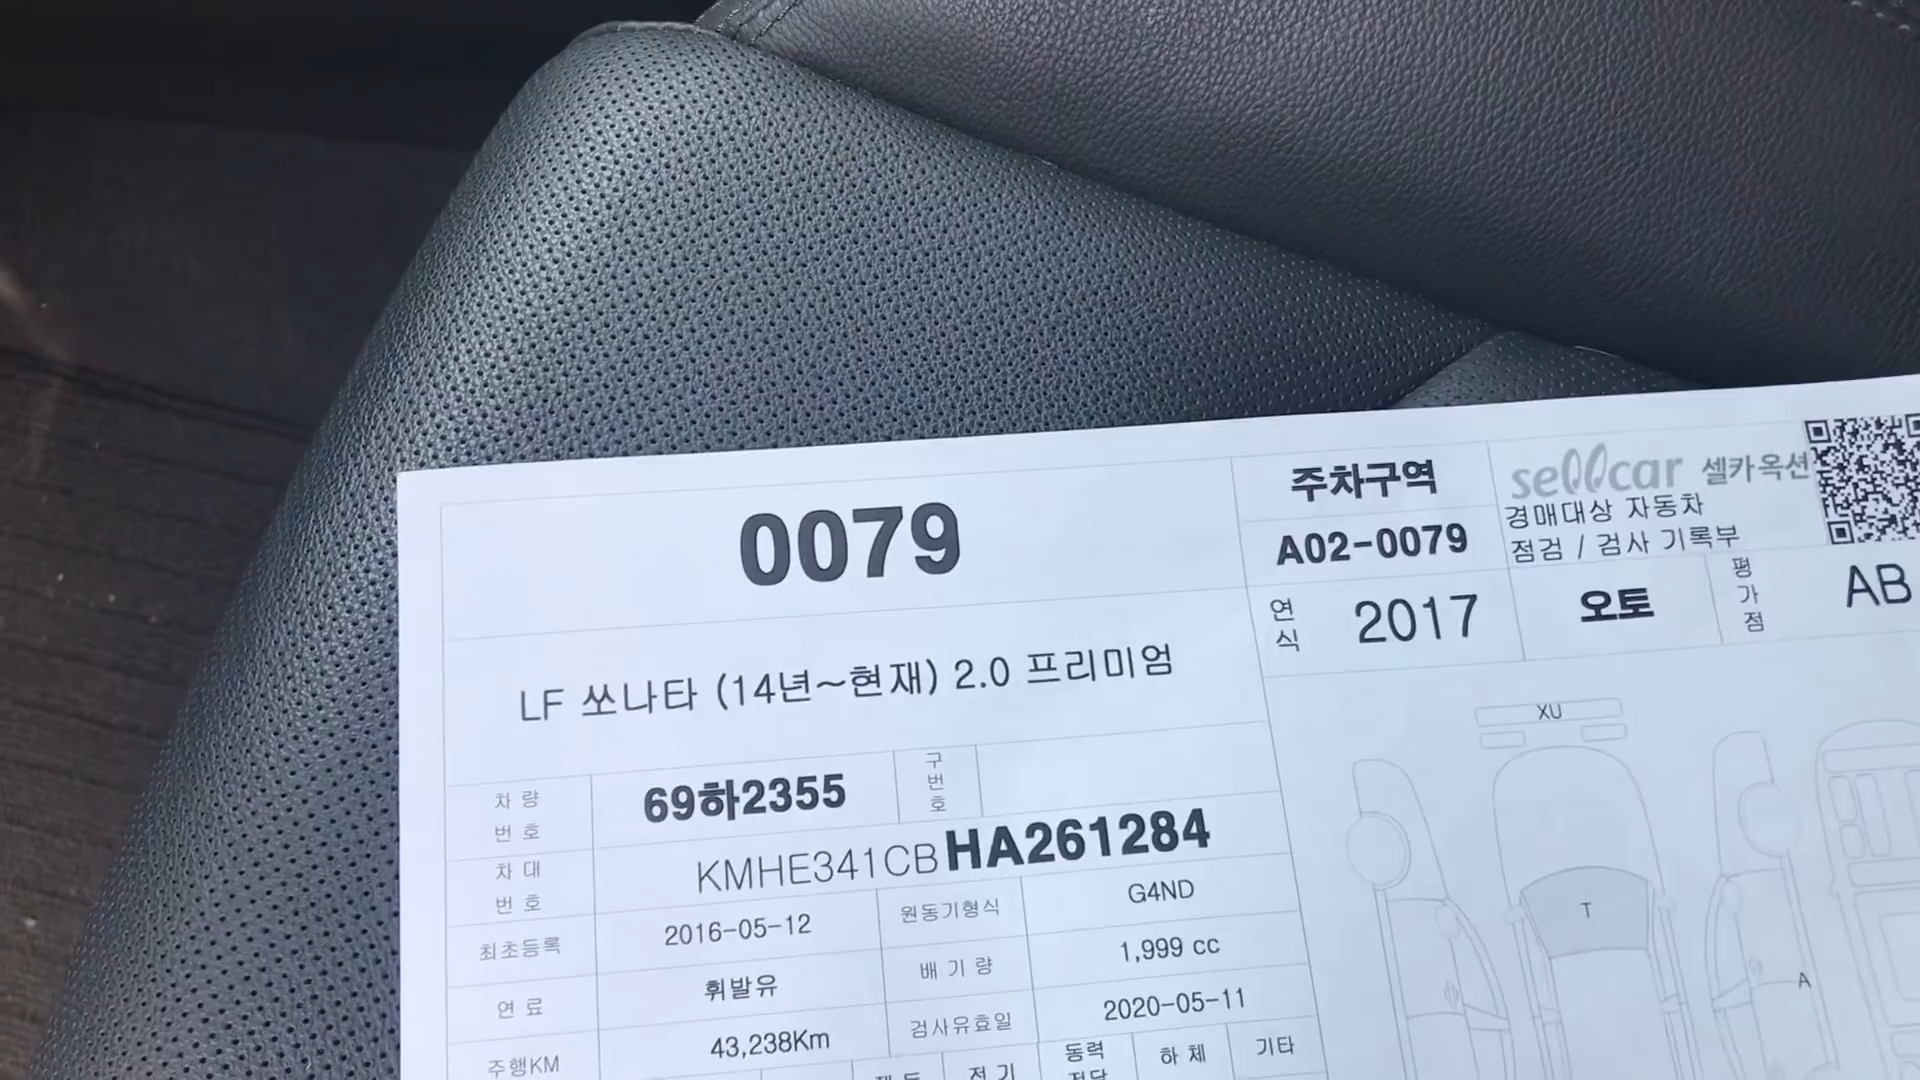 0079
주차구역
A02-0079
sellcar 셀카옥션
경매대상 자동차
점검 / 검사 기록부
연식 2017
오토
평가점 AB
LF 쏘나타 (14년~현재) 2.0 프리미엄
차량번호 69하2355
구번호
차대번호 KMHE341CBHA261284
최초등록 2016-05-12
원동기형식 G4ND
연료 휘발유
배기량 1,999 cc
주행KM 43,238Km
검사유효일 2020-05-11
전기
동력
하체
기타
XU
T
A